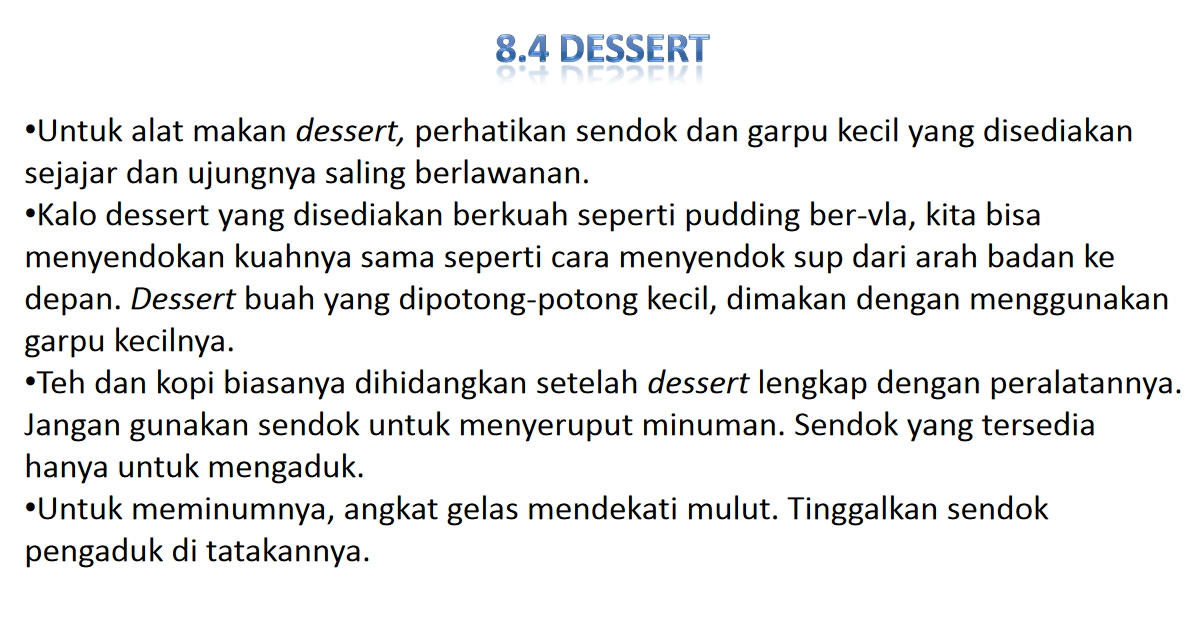 8.4 DESSERT
•Untuk alat makan dessert, perhatikan sendok dan garpu kecil yang disediakan
sejajar dan ujungnya saling berlawanan.
•Kalo dessert yang disediakan berkuah seperti pudding ber-vla, kita bisa
menyendokan kuahnya sama seperti cara menyendok sup dari arah badan ke
depan. Dessert buah yang dipotong-potong kecil, dimakan dengan menggunakan
garpu kecilnya.
•Teh dan kopi biasanya dihidangkan setelah dessert lengkap dengan peralatannya.
Jangan gunakan sendok untuk menyeruput minuman. Sendok yang tersedia
hanya untuk mengaduk.
•Untuk meminumnya, angkat gelas mendekati mulut. Tinggalkan sendok
pengaduk di tatakannya.